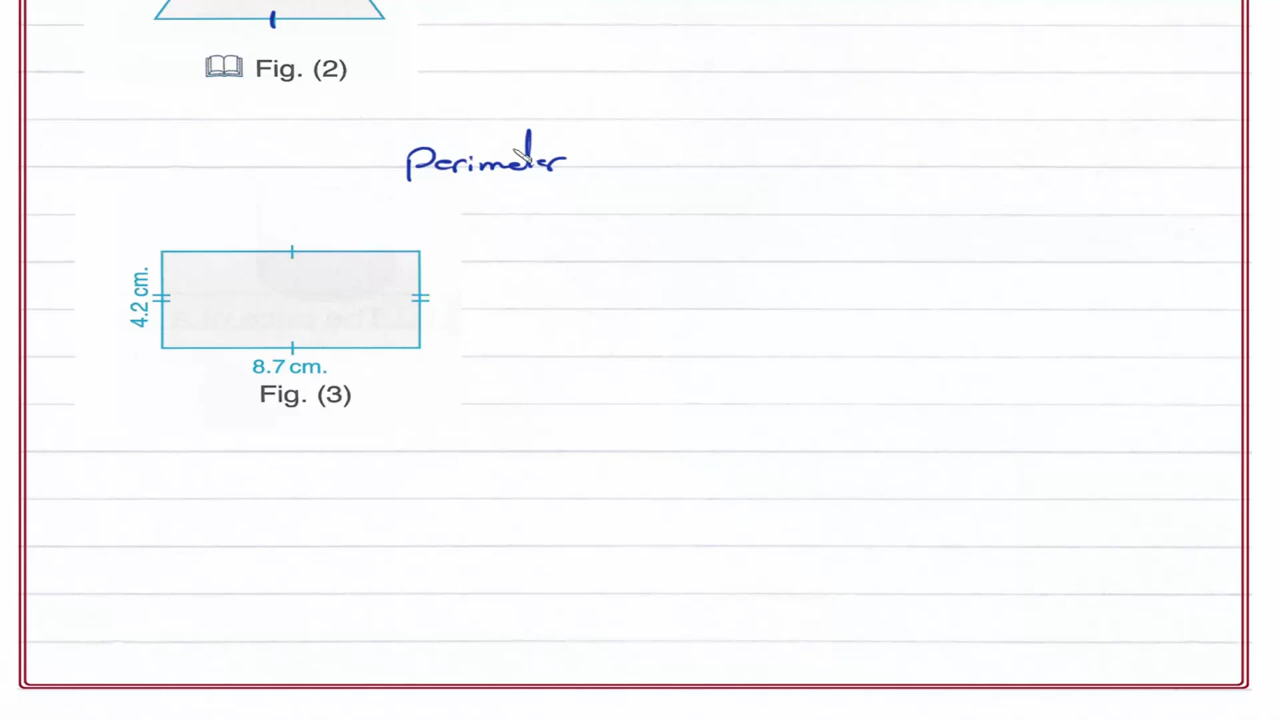 Fig. (2)
Perimeter
4.2 cm.
8.7 cm.
Fig. (3)